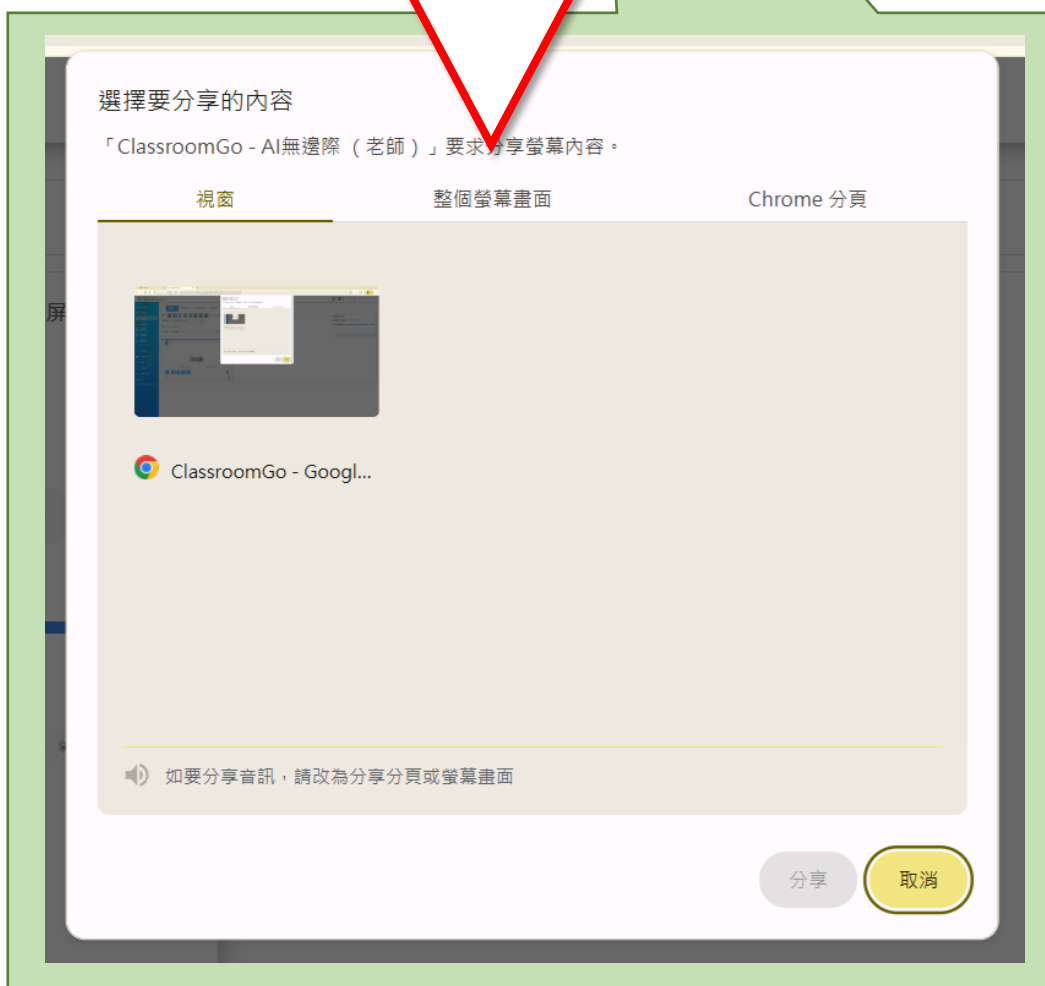 選擇要分享的內容
「ClassroomGo - AI無邊際 （老師）」要求分享螢幕內容。
視窗
整個螢幕畫面
Chrome 分頁
屏
Google
ClassroomGo - Googl...
如要分享音訊，請改為分享分頁或螢幕畫面
分享
取消